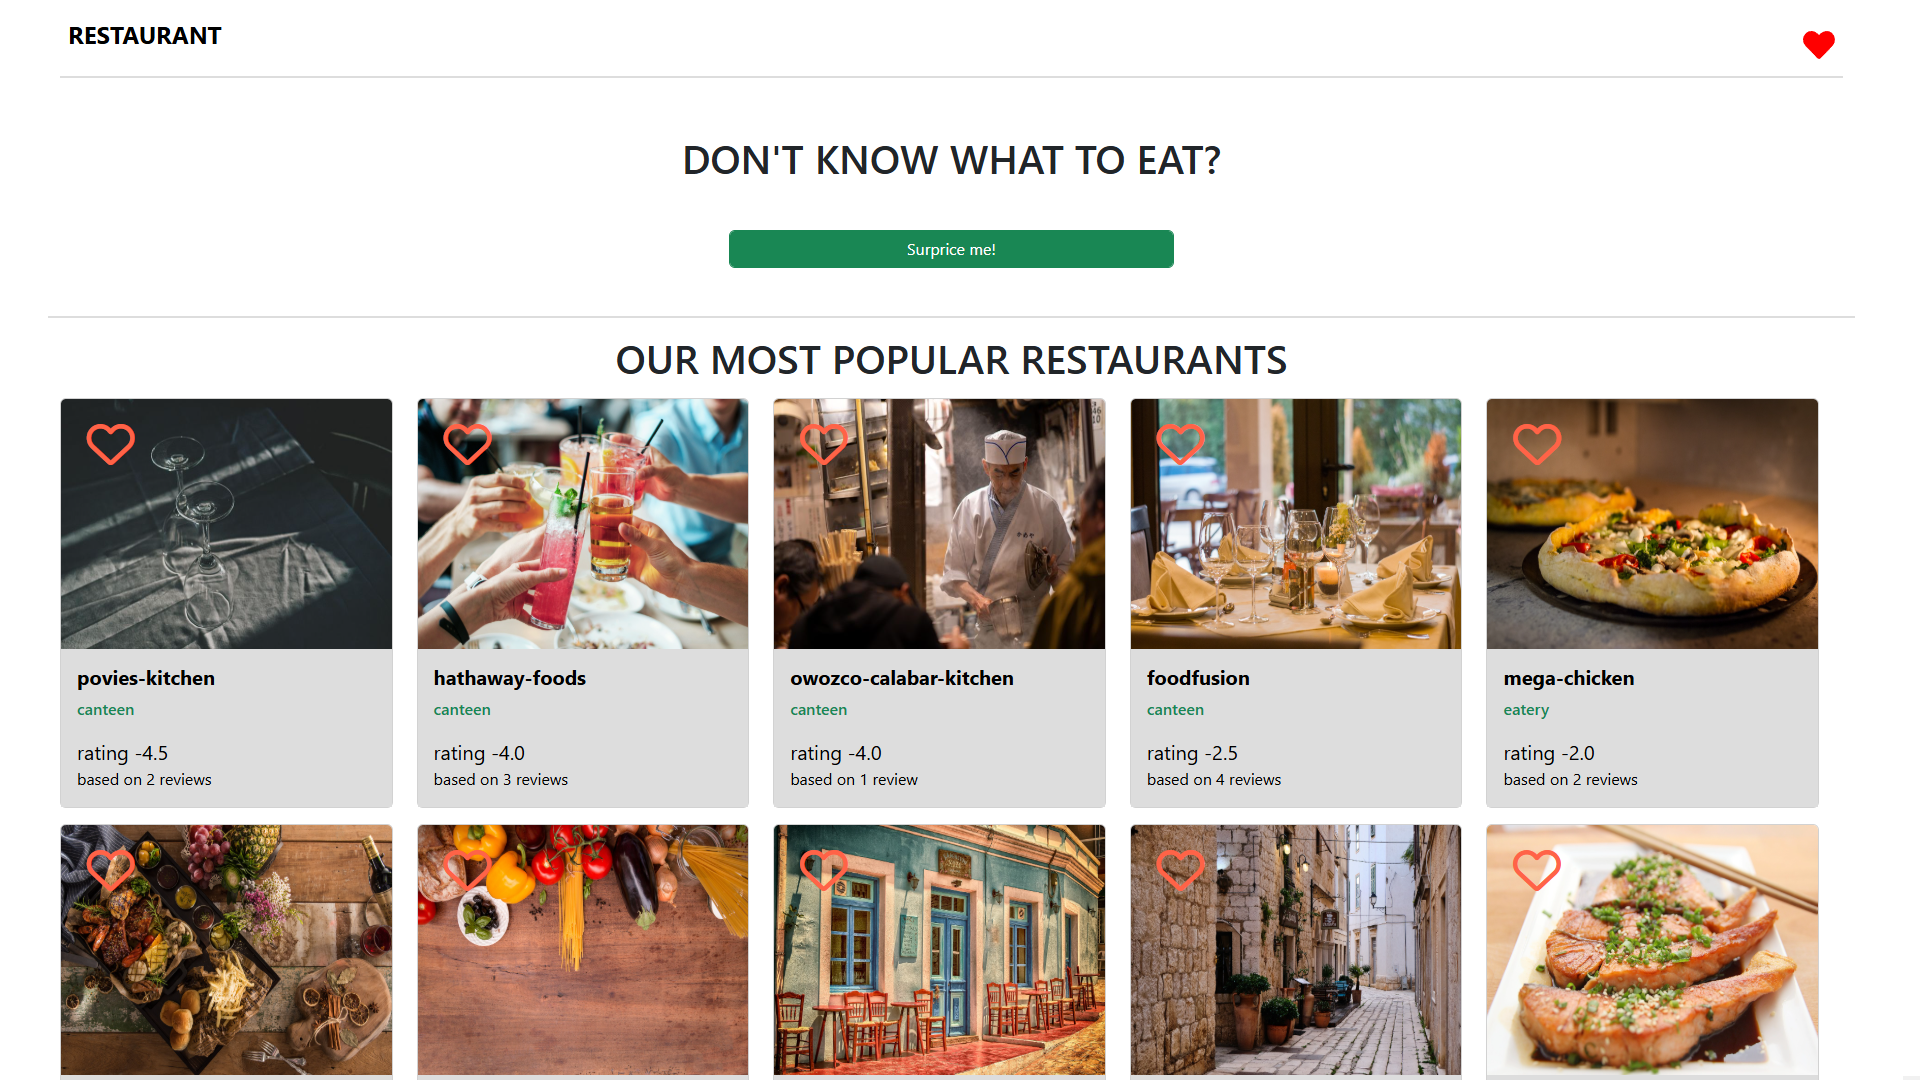 RESTAURANT
DON'T KNOW WHAT TO EAT?
Surprice me!
OUR MOST POPULAR RESTAURANTS
povies-kitchen
canteen
rating -4.5
based on 2 reviews
hathaway-foods
canteen
rating -4.0
based on 3 reviews
owozco-calabar-kitchen
canteen
rating -4.0
based on 1 review
foodfusion
canteen
rating -2.5
based on 4 reviews
mega-chicken
eatery
rating -2.0
based on 2 reviews